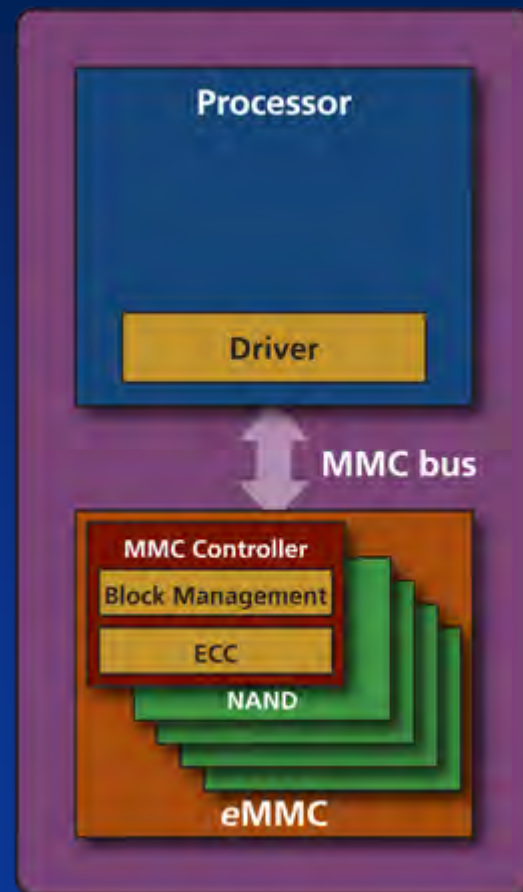 Processor
Driver
MMC bus
MMC Controller
Block Management
ECC
NAND
eMMC